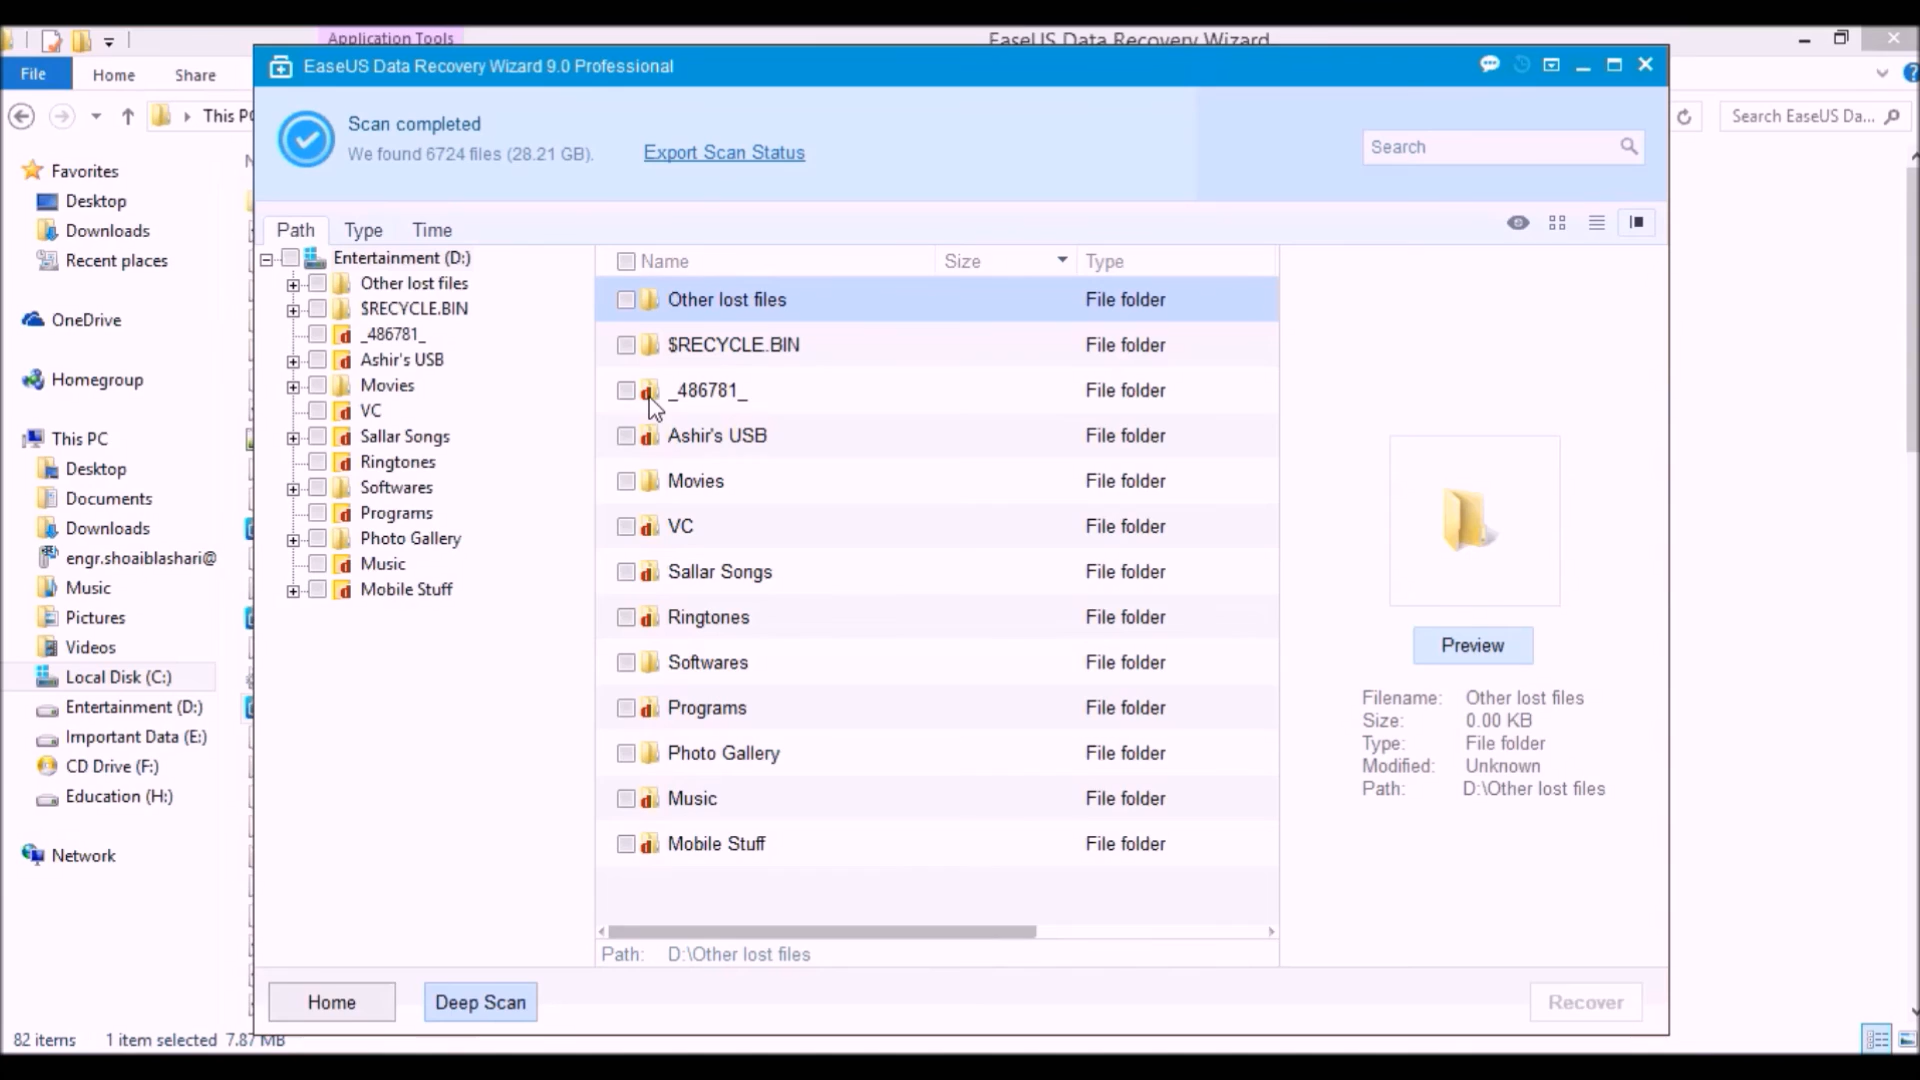 Application Tools
EaseUS Data Recovery Wizard
File Home Share
This PC
Search EaseUS Da...
Favorites
Desktop
Downloads
Recent places
OneDrive
Homegroup
This PC
Desktop
Documents
Downloads
engr.shoaiblashari@
Music
Pictures
Videos
Local Disk (C:)
Entertainment (D:)
Important Data (E:)
CD Drive (F:)
Education (H:)
Network
82 items 1 item selected 7.87 MB
EaseUS Data Recovery Wizard 9.0 Professional
Scan completed
We found 6724 files (28.21 GB). Export Scan Status
Search
Path Type Time
Entertainment (D:)
Other lost files
$RECYCLE.BIN
_486781_
Ashir's USB
Movies
VC
Sallar Songs
Ringtones
Softwares
Programs
Photo Gallery
Music
Mobile Stuff
Name Size Type
Other lost files File folder
$RECYCLE.BIN File folder
_486781_ File folder
Ashir's USB File folder
Movies File folder
VC File folder
Sallar Songs File folder
Ringtones File folder
Softwares File folder
Programs File folder
Photo Gallery File folder
Music File folder
Mobile Stuff File folder
Path: D:\Other lost files
Preview
Filename: Other lost files
Size: 0.00 KB
Type: File folder
Modified: Unknown
Path: D:\Other lost files
Home Deep Scan Recover